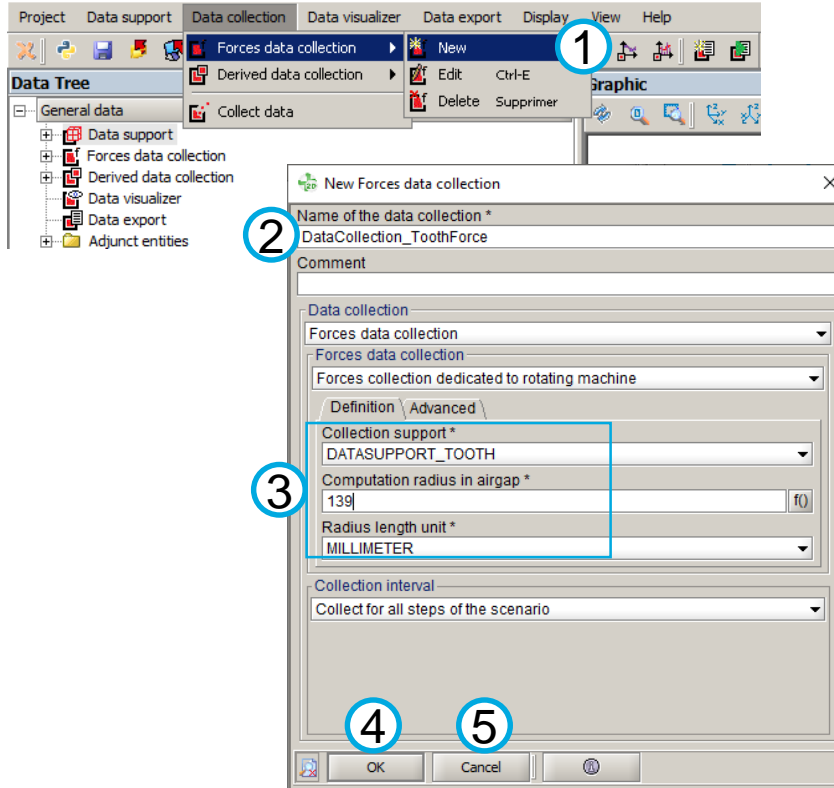 Project Data support Data collection Data visualizer Data export Display View Help
Forces data collection New 1
Derived data collection Edit Ctrl-E
Data Tree Graphic
Collect data Delete Supprimer
General data
Data support
Forces data collection
Derived data collection
Data visualizer
Data export
Adjunct entities
2D New Forces data collection
Name of the data collection *
2 DataCollection_ToothForce
Comment
Data collection
Forces data collection
Forces data collection
Forces collection dedicated to rotating machine
Definition Advanced
Collection support *
DATASUPPORT_TOOTH
3 Computation radius in airgap *
139 f()
Radius length unit *
MILLIMETER
Collection interval
Collect for all steps of the scenario
4 5
OK Cancel